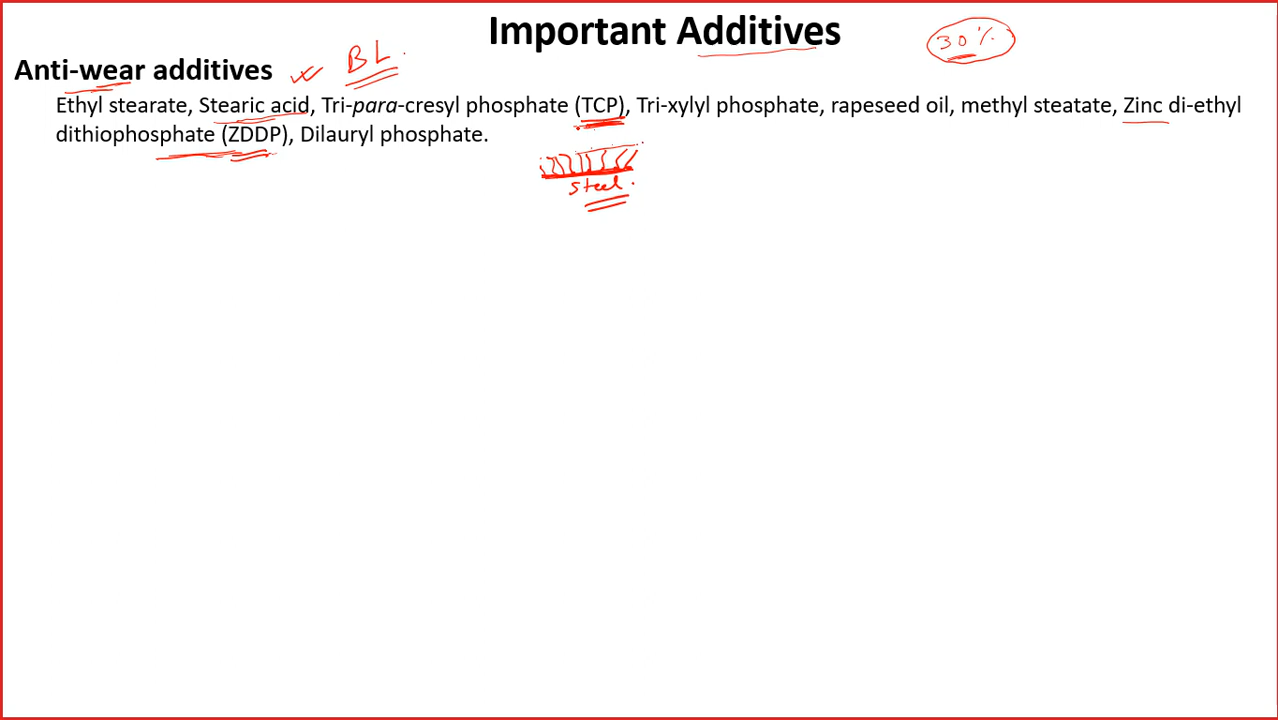 Important Additives
30%
Anti-wear additives
BL
Ethyl stearate, Stearic acid, Tri-para-cresyl phosphate (TCP), Tri-xylyl phosphate, rapeseed oil, methyl steatate, Zinc di-ethyl
dithiophosphate (ZDDP), Dilauryl phosphate.
Steel.